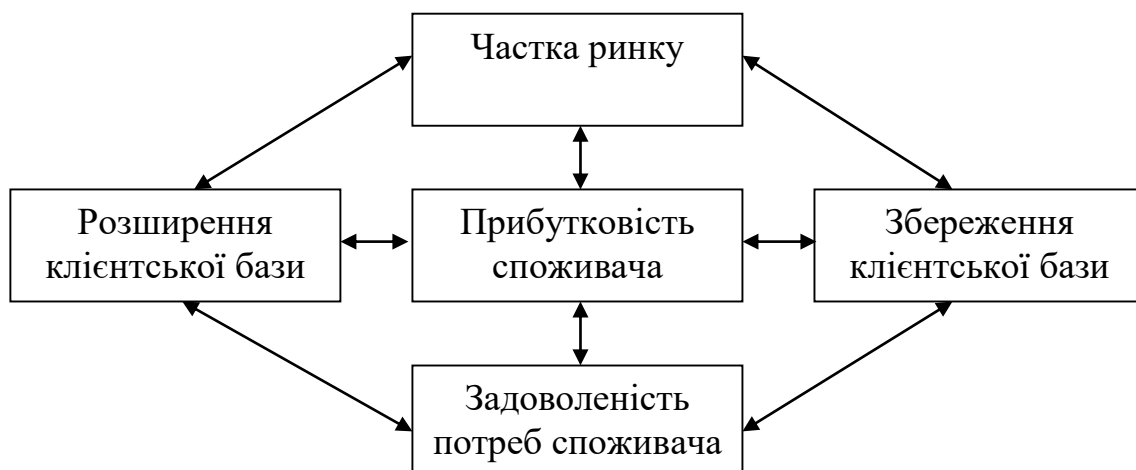 Частка ринку
Розширення
клієнтської бази
Прибутковість
споживача
Збереження
клієнтської бази
Задоволеність
потреб споживача